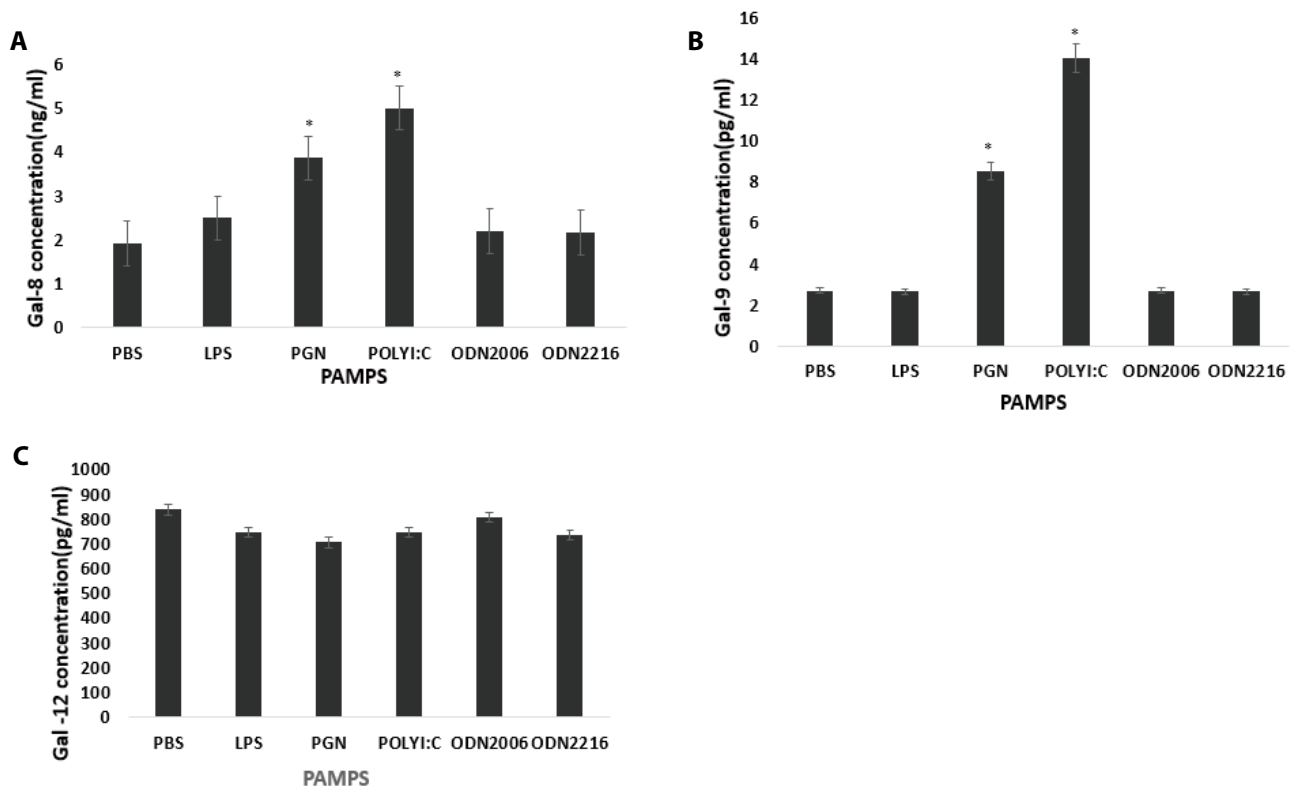 A
Gal-8 concentration(ng/ml)
6
5
4
3
2
1
0
*
*
PBS LPS PGN POLYI:C ODN2006 ODN2216
PAMPS
B
Gal-9 concentration(pg/ml)
16
14
12
10
8
6
4
2
0
*
*
PBS LPS PGN POLYI:C ODN2006 ODN2216
PAMPS
C
Gal -12 concentration(pg/ml)
1000
900
800
700
600
500
400
300
200
100
0
PBS LPS PGN POLYI:C ODN2006 ODN2216
PAMPS